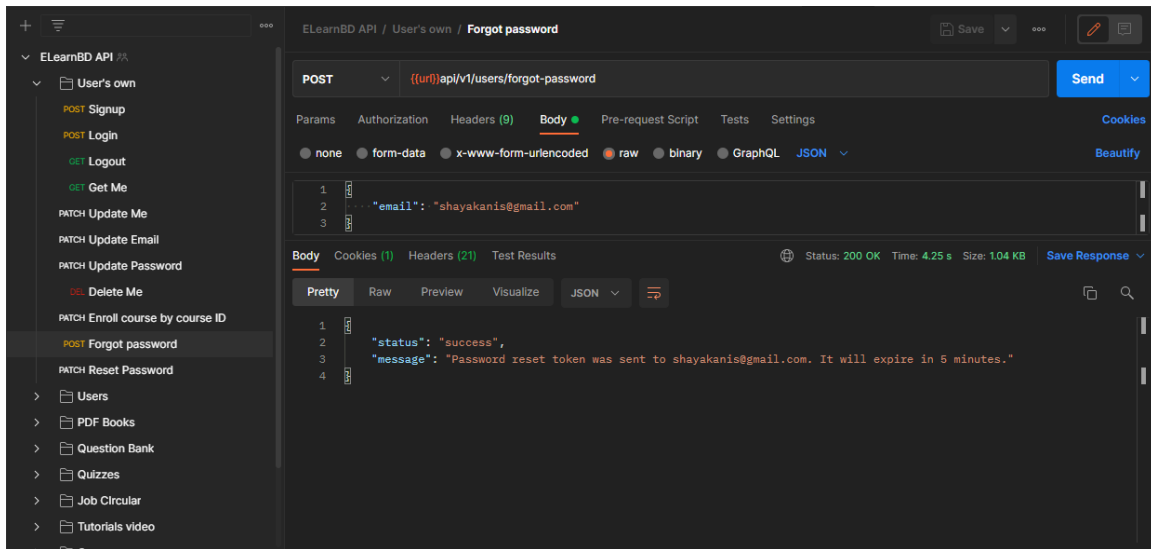 ELearnBD API
User's own
POST Signup
POST Login
GET Logout
GET Get Me
PATCH Update Me
PATCH Update Email
PATCH Update Password
DEL Delete Me
PATCH Enroll course by course ID
POST Forgot password
PATCH Reset Password
Users
PDF Books
Question Bank
Quizzes
Job CIrcular
Tutorials video
ELearnBD API / User's own / Forgot password
Save
POST {{url}}api/v1/users/forgot-password Send
Params Authorization Headers (9) Body Pre-request Script Tests Settings Cookies
none form-data x-www-form-urlencoded raw binary GraphQL JSON Beautify
1 {
2 ····"email":·"shayakanis@gmail.com"
3 }
Body Cookies (1) Headers (21) Test Results Status: 200 OK Time: 4.25 s Size: 1.04 KB Save Response
Pretty Raw Preview Visualize JSON
1 {
2 "status": "success",
3 "message": "Password reset token was sent to shayakanis@gmail.com. It will expire in 5 minutes."
4 }